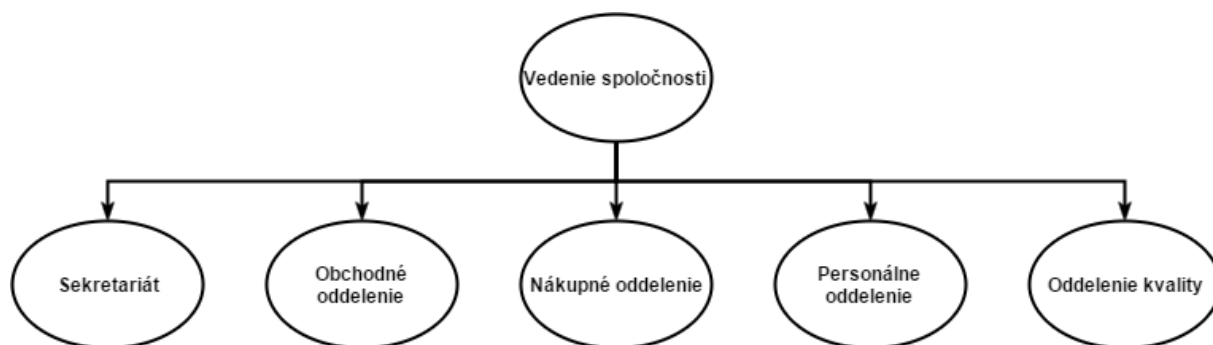 Vedenie spoločnosti
Sekretariát
Obchodné
oddelenie
Nákupné oddelenie
Personálne
oddelenie
Oddelenie kvality